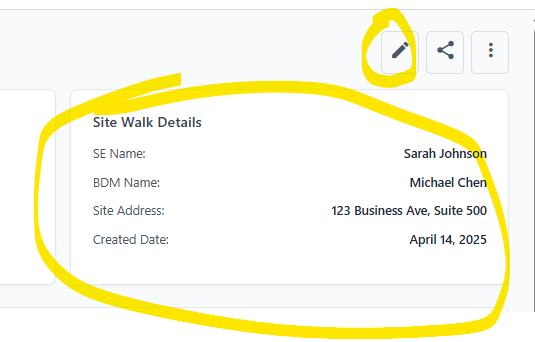 Site Walk Details
SE Name: Sarah Johnson
BDM Name: Michael Chen
Site Address: 123 Business Ave, Suite 500
Created Date: April 14, 2025